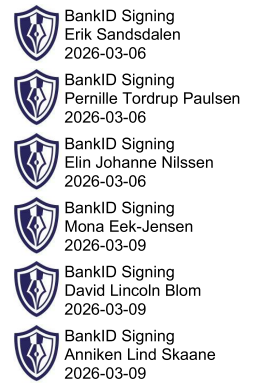 BankID Signing
Erik Sandsdalen
2026-03-06
BankID Signing
Pernille Tordrup Paulsen
2026-03-06
BankID Signing
Elin Johanne Nilssen
2026-03-06
BankID Signing
Mona Eek-Jensen
2026-03-09
BankID Signing
David Lincoln Blom
2026-03-09
BankID Signing
Anniken Lind Skaane
2026-03-09